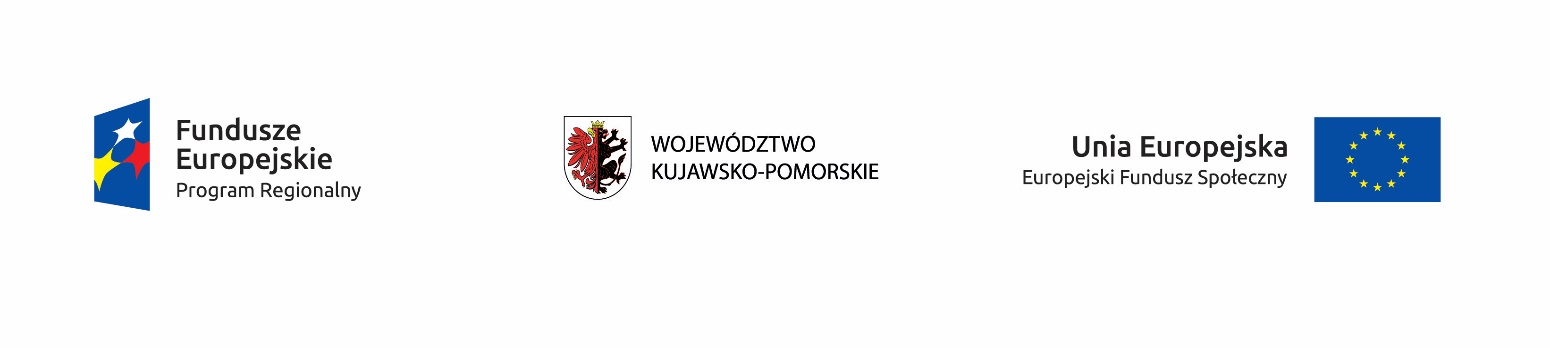 Fundusze
Europejskie
Program Regionalny
WOJEWÓDZTWO
KUJAWSKO-POMORSKIE
Unia Europejska
Europejski Fundusz Społeczny